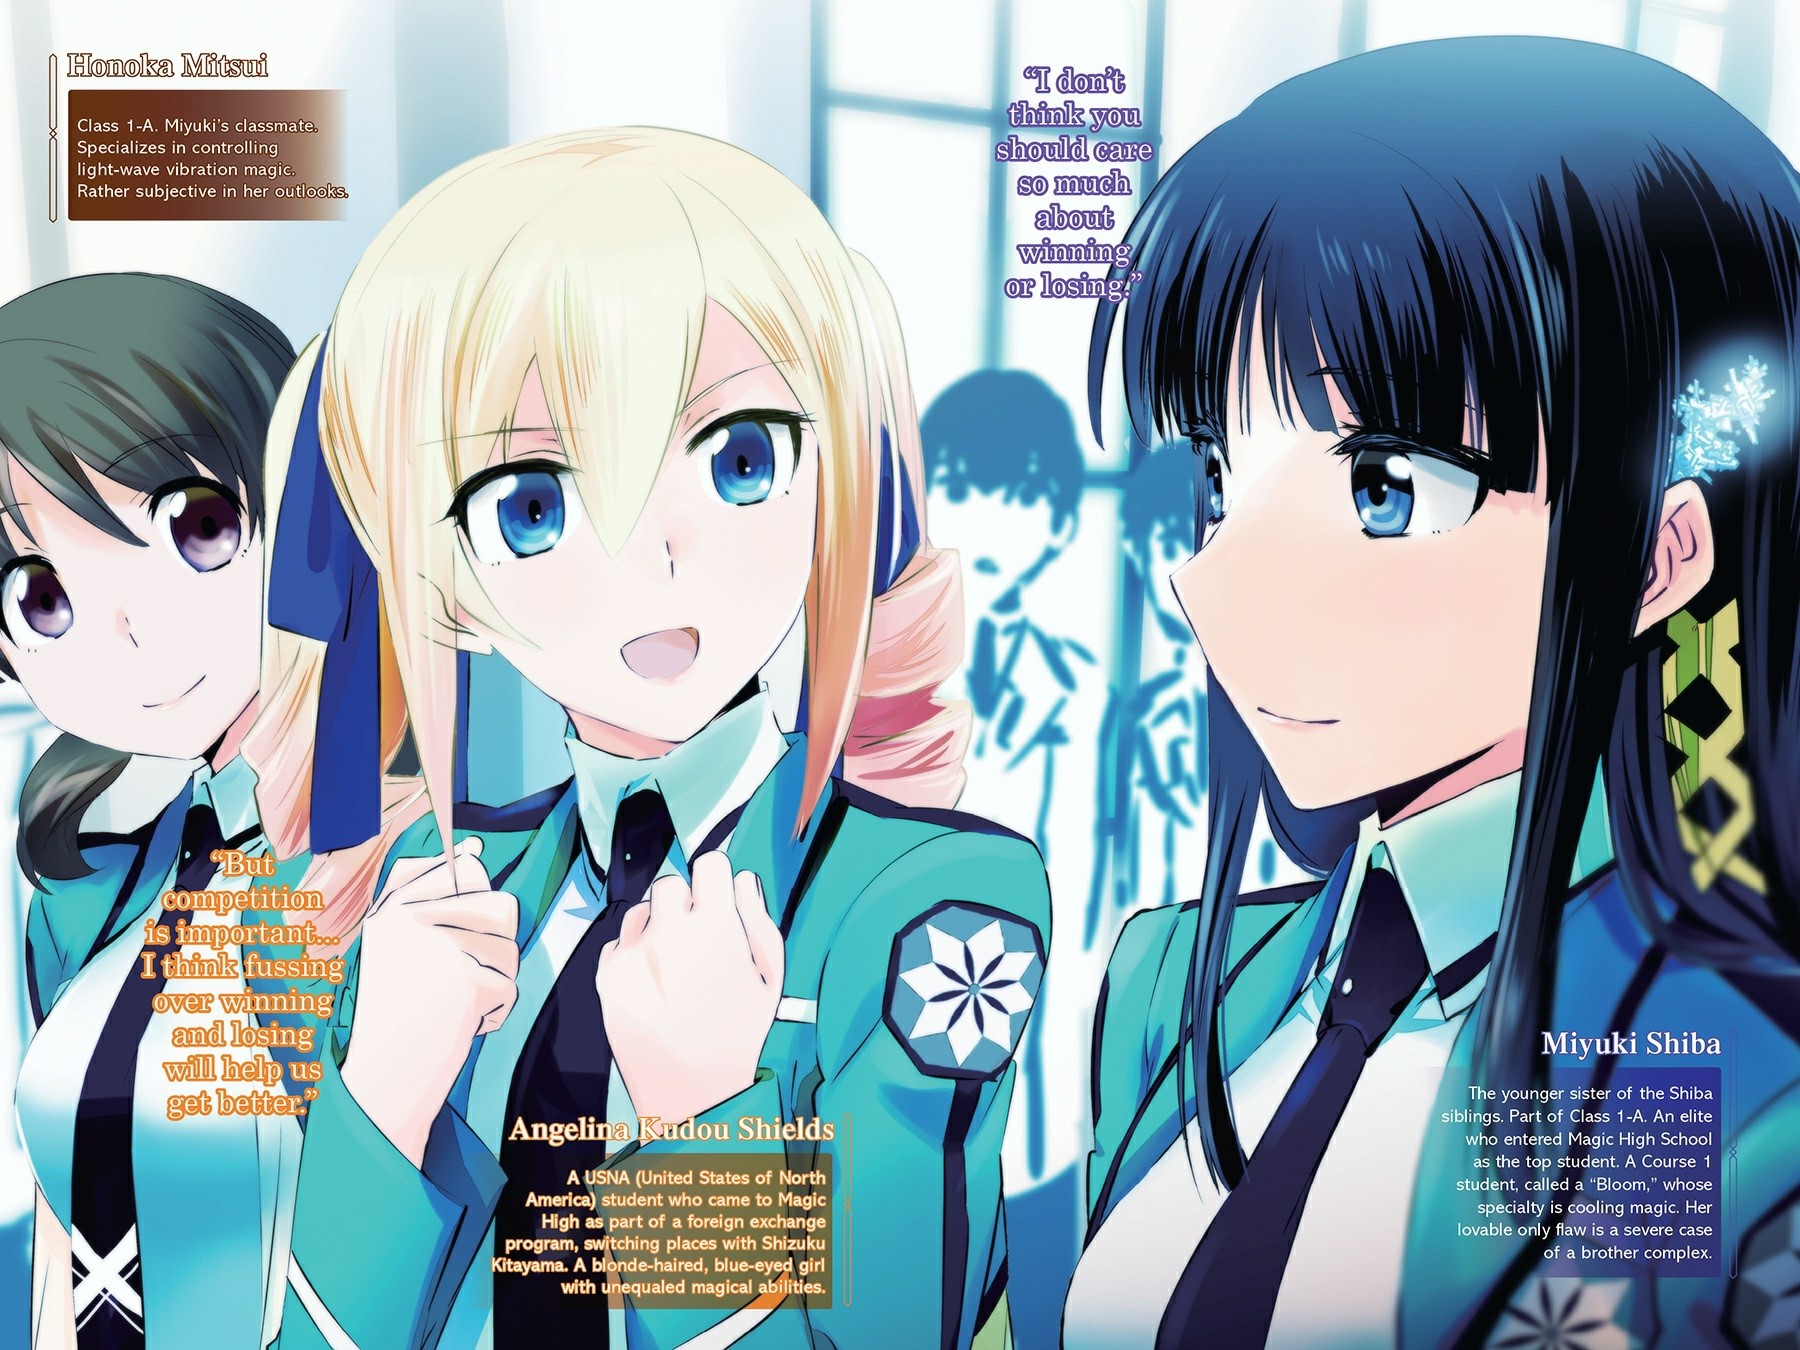 Honoka Mitsui
Class 1-A. Miyuki's classmate.
Specializes in controlling
light-wave vibration magic.
Rather subjective in her outlooks.
“I don't
think you
should care
so much
about
winning
or losing.”
“But
competition
is important...
I think fussing
over winning
and losing
will help us
get better.”
Angelina Kudou Shields
A USNA (United States of North
America) student who came to Magic
High as part of a foreign exchange
program, switching places with Shizuku
Kitayama. A blonde-haired, blue-eyed girl
with unequaled magical abilities.
Miyuki Shiba
The younger sister of the Shiba
siblings. Part of Class 1-A. An elite
who entered Magic High School
as the top student. A Course 1
student, called a “Bloom,” whose
specialty is cooling magic. Her
lovable only flaw is a severe case
of a brother complex.